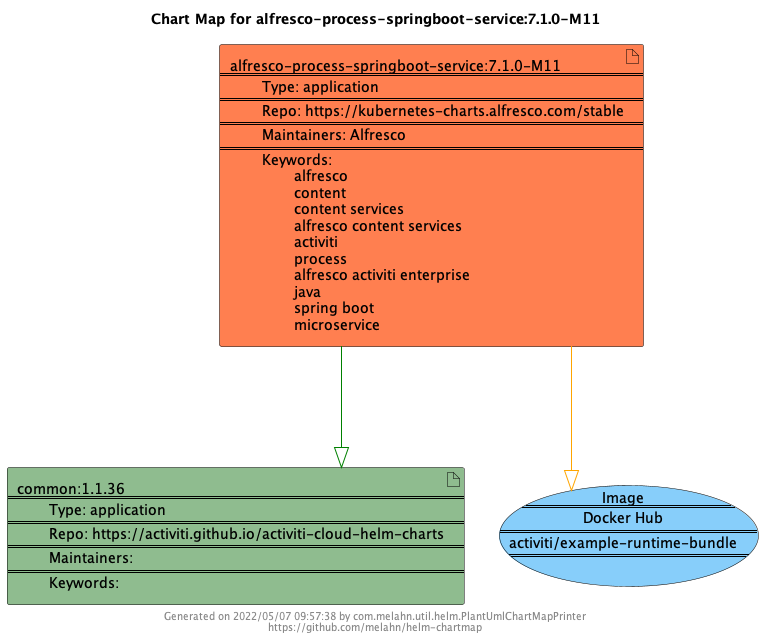 Chart Map for alfresco-process-springboot-service:7.1.0-M11
alfresco-process-springboot-service:7.1.0-M11
Type: application
Repo: https://kubernetes-charts.alfresco.com/stable
Maintainers: Alfresco
Keywords:
alfresco
content
content services
alfresco content services
activiti
process
alfresco activiti enterprise
java
spring boot
microservice
common:1.1.36
Type: application
Repo: https://activiti.github.io/activiti-cloud-helm-charts
Maintainers:
Keywords:
Image
Docker Hub
activiti/example-runtime-bundle
Generated on 2022/05/07 09:57:38 by com.melahn.util.helm.PlantUmlChartMapPrinter
https://github.com/melahn/helm-chartmap